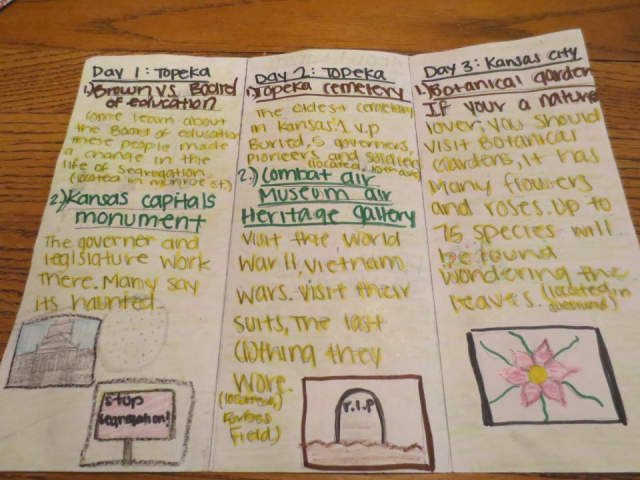 Day 1: Topeka
1.) Brown vs. Board
of education
Come learn about
the Board of education
these people made
a change in the
life of segregation.
(located in monroe st.)
2.) Kansas capitals
monument
The governer and
legislature work
There. Many say
its haunted
Stop
segregation!
Day 2: Topeka
1.) Topeka cemetery
The oldest cemetery
in Kansas! 1 v.p
Buried, 5 governers,
pioneers and soldiers
(located: 10th ave)
2.) Combat air
Museum air
Heritage gallory
Visit the, World
War II, Vietnam
wars. visit their
suits, The last
Clothing they
wore.
(located,
Forbes
Field)
R.I.P
Day 3: Kansas city
1.) Botanical garden
If your a nature
lover, you should
visit Botanical
Gardens, it has
Many flowers
and roses. up to
75 species will
be found
wondering the
leaves. (located in